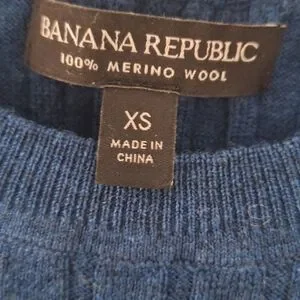 BANANA REPUBLIC
100% MERINO WOOL
XS
MADE IN
CHINA